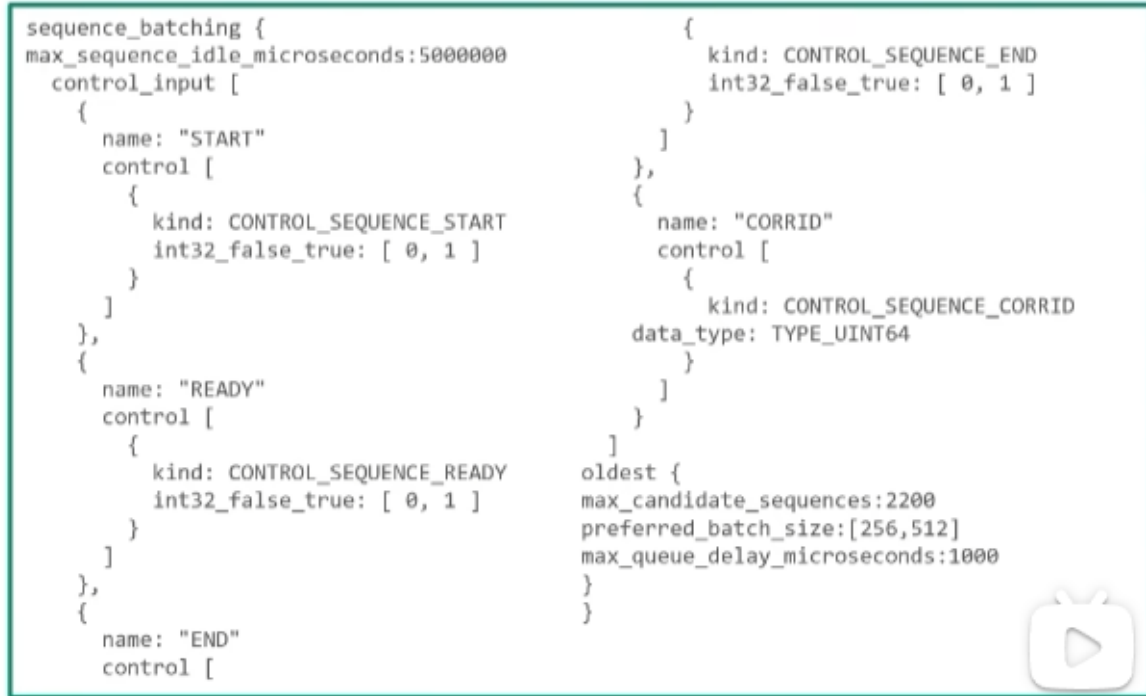 sequence_batching {
max_sequence_idle_microseconds:5000000
  control_input [
    {
      name: "START"
      control [
        {
          kind: CONTROL_SEQUENCE_START
          int32_false_true: [ 0, 1 ]
        }
      ]
    },
    {
      name: "READY"
      control [
        {
          kind: CONTROL_SEQUENCE_READY
          int32_false_true: [ 0, 1 ]
        }
      ]
    },
    {
      name: "END"
      control [
        {
          kind: CONTROL_SEQUENCE_END
          int32_false_true: [ 0, 1 ]
        }
      ]
    },
    {
      name: "CORRID"
      control [
        {
          kind: CONTROL_SEQUENCE_CORRID
    data_type: TYPE_UINT64
        }
      ]
    }
  ]
oldest {
max_candidate_sequences:2200
preferred_batch_size:[256,512]
max_queue_delay_microseconds:1000
}
}